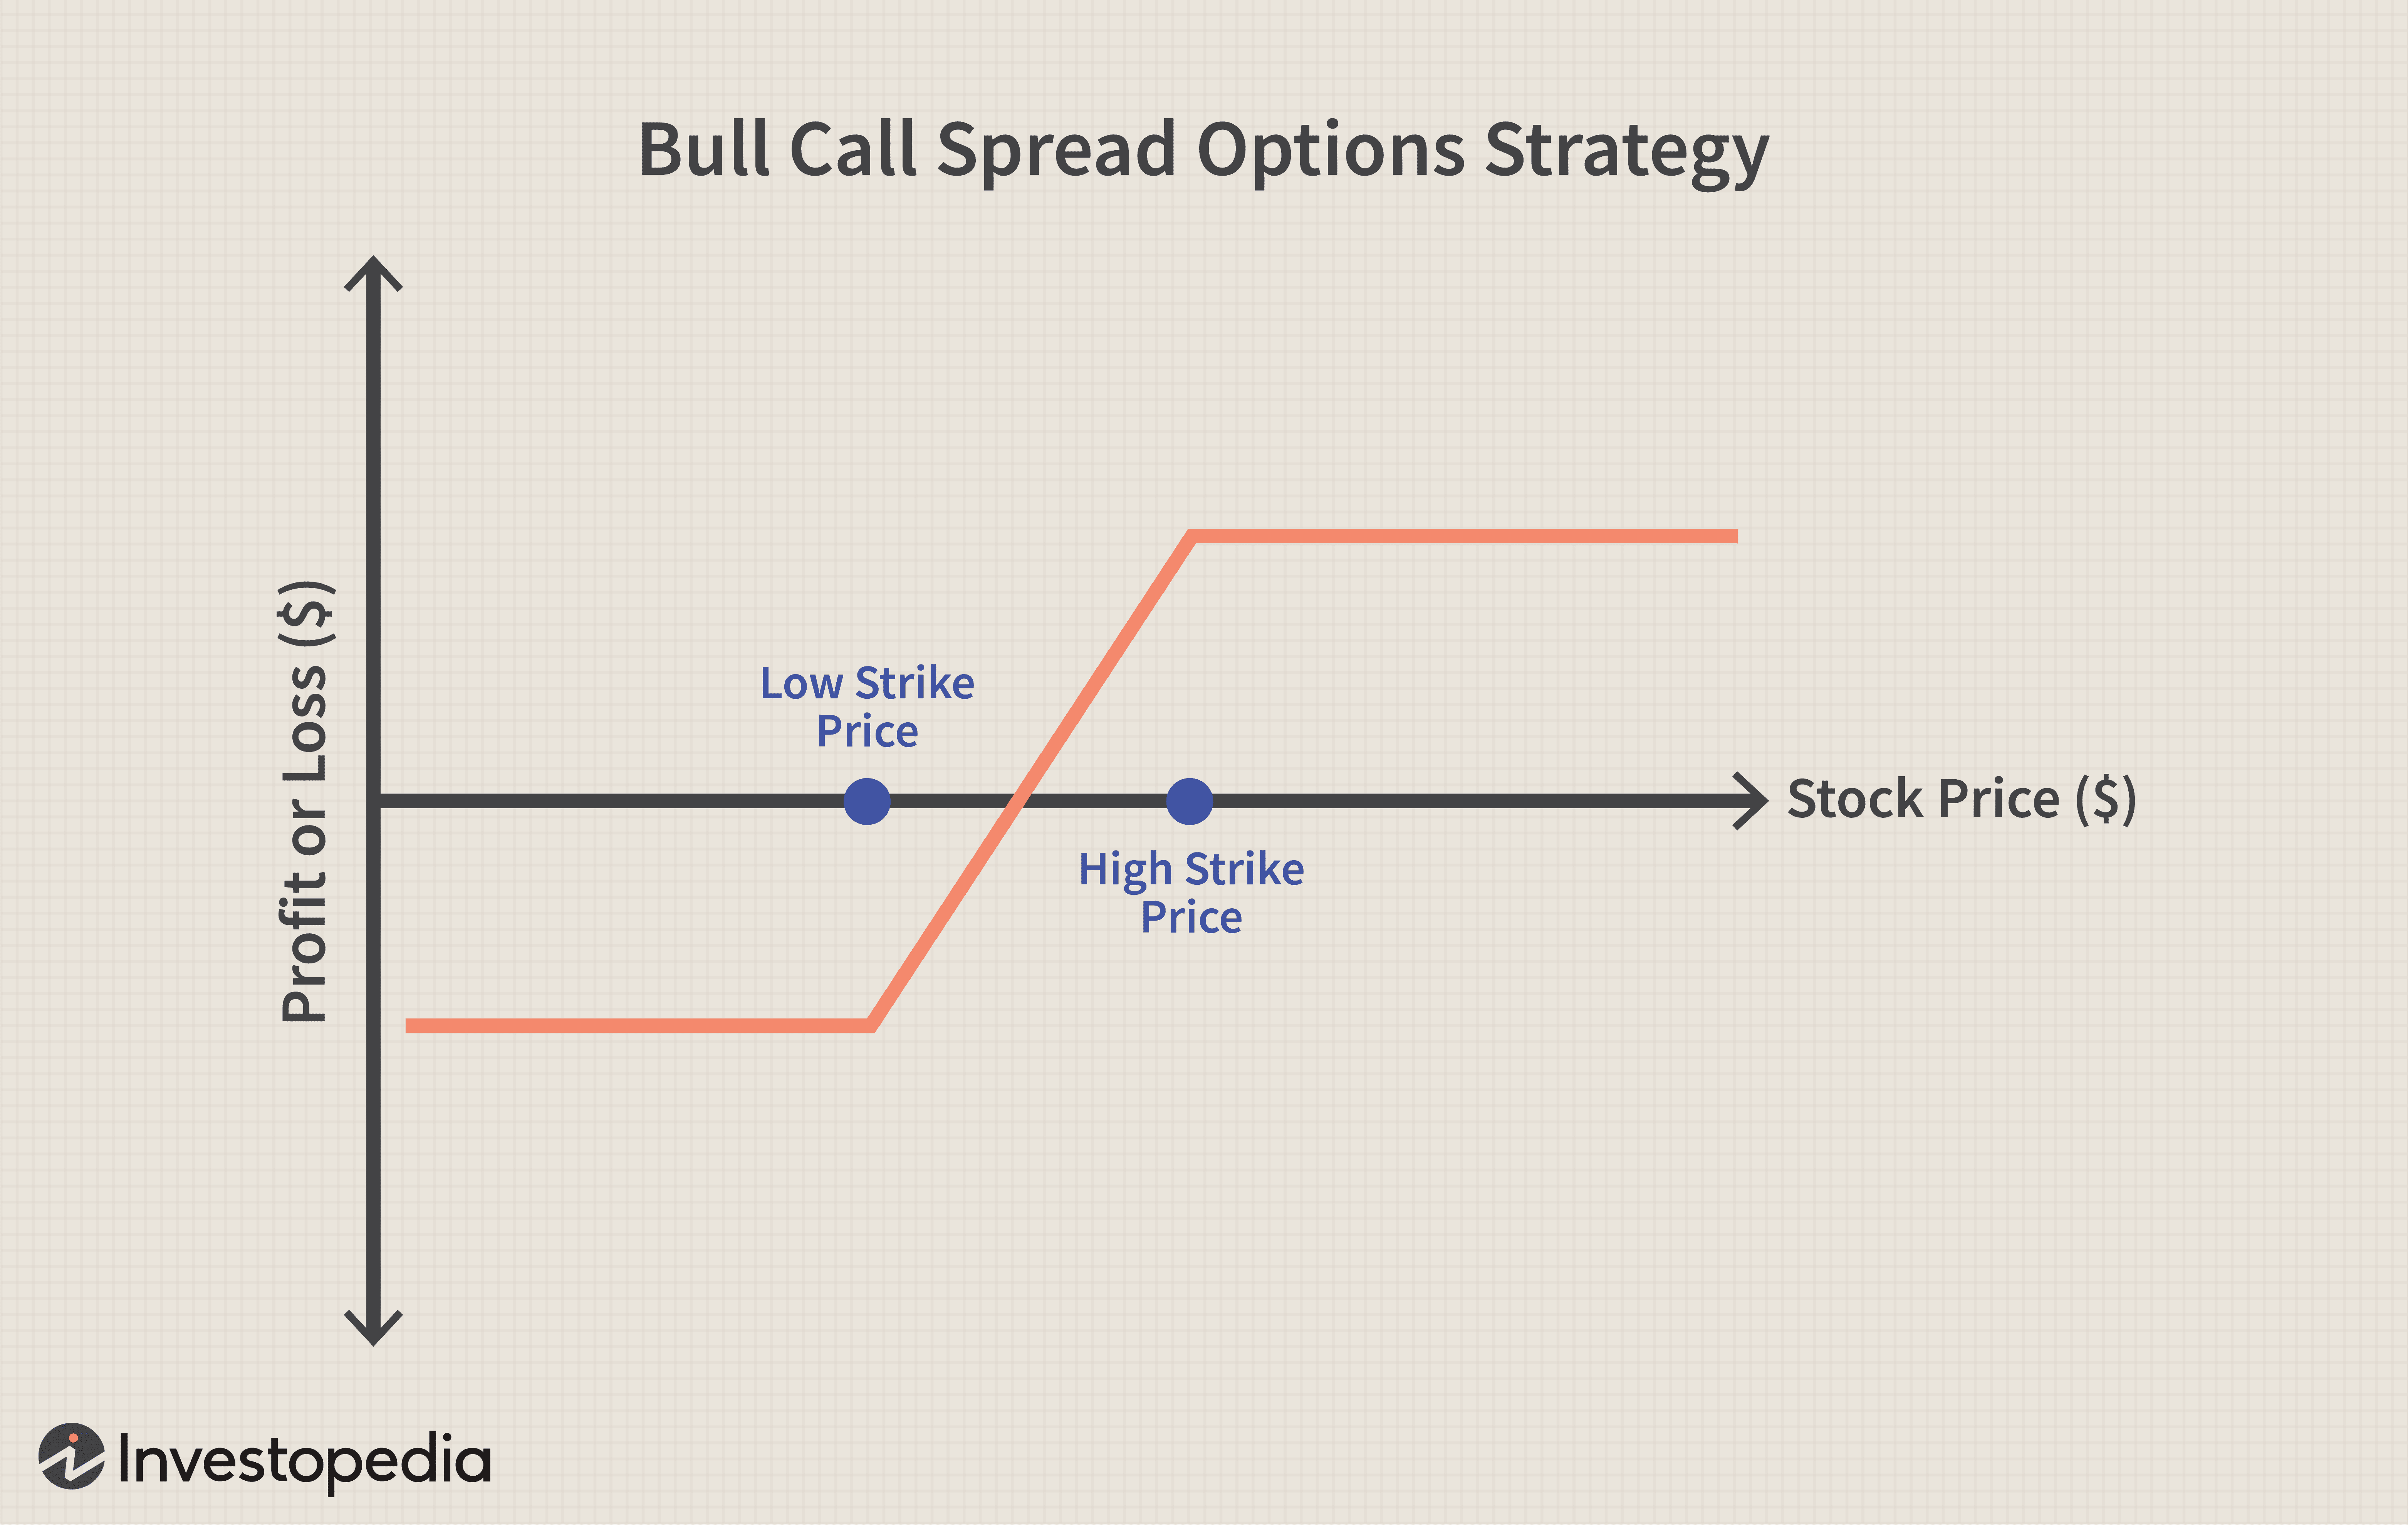 Bull Call Spread Options Strategy
Profit or Loss ($)
Low Strike
Price
Stock Price ($)
High Strike
Price
Investopedia